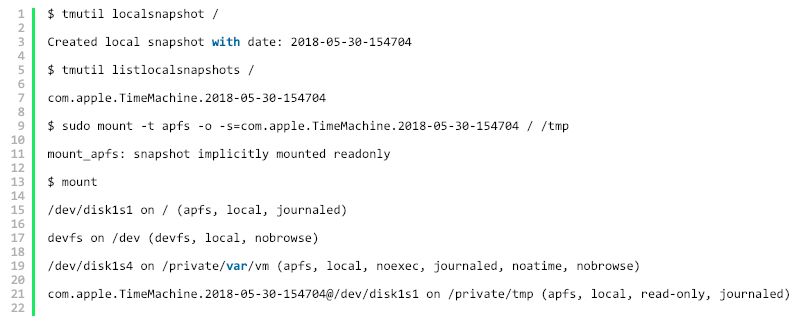 1 $ tmutil localsnapshot /
2
3 Created local snapshot with date: 2018-05-30-154704
4
5 $ tmutil listlocalsnapshots /
6
7 com.apple.TimeMachine.2018-05-30-154704
8
9 $ sudo mount -t apfs -o -s=com.apple.TimeMachine.2018-05-30-154704 / /tmp
10
11 mount_apfs: snapshot implicitly mounted readonly
12
13 $ mount
14
15 /dev/disk1s1 on / (apfs, local, journaled)
16
17 devfs on /dev (devfs, local, nobrowse)
18
19 /dev/disk1s4 on /private/var/vm (apfs, local, noexec, journaled, noatime, nobrowse)
20
21 com.apple.TimeMachine.2018-05-30-154704@/dev/disk1s1 on /private/tmp (apfs, local, read-only, journaled)
22